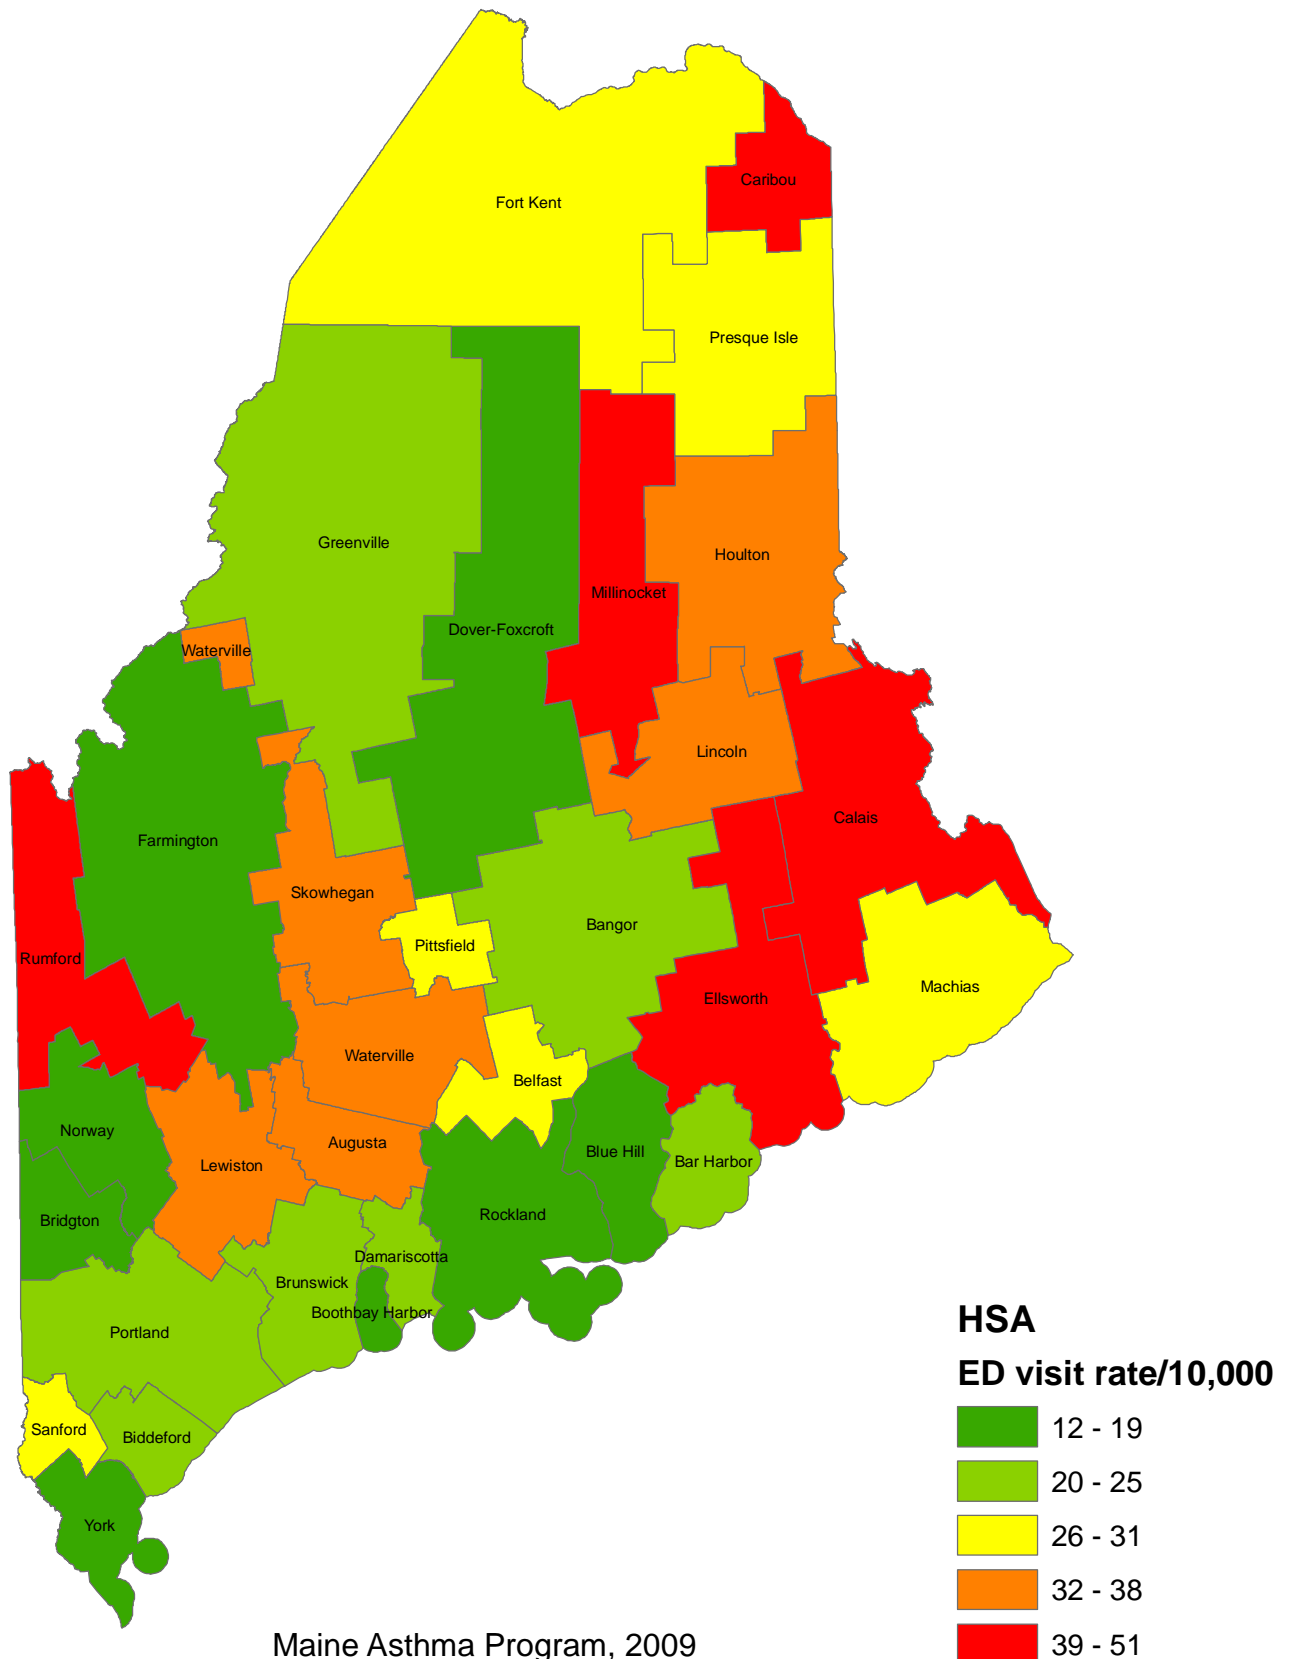 Caribou
Fort Kent
Presque Isle
Greenville
Houlton
Millinocket
Dover-Foxcroft
Waterville
Lincoln
Calais
Farmington
Skowhegan
Bangor
Pittsfield
Rumford
Machias
Ellsworth
Waterville
Belfast
Norway
Augusta
Blue Hill
Bar Harbor
Lewiston
Rockland
Bridgton
Damariscotta
Brunswick
Boothbay Harbor
Portland
Sanford
Biddeford
York
HSA
ED visit rate/10,000
12 - 19
20 - 25
26 - 31
32 - 38
39 - 51
Maine Asthma Program, 2009